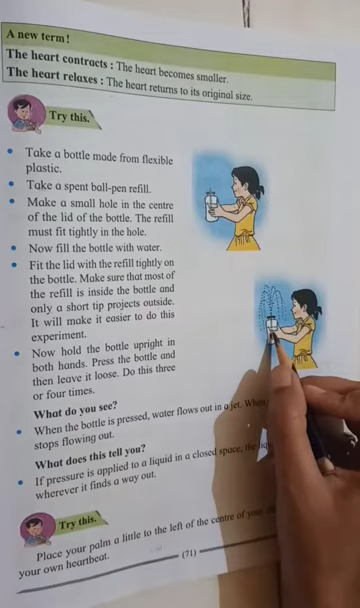 A new term!
The heart contracts : The heart becomes smaller.
The heart relaxes : The heart returns to its original size.
Try this.
• Take a bottle made from flexible
plastic.
• Take a spent ball-pen refill.
• Make a small hole in the centre
of the lid of the bottle. The refill
must fit tightly in the hole.
• Now fill the bottle with water.
• Fit the lid with the refill tightly on
the bottle. Make sure that most of
the refill is inside the bottle and
only a short tip projects outside.
It will make it easier to do this
experiment.
• Now hold the bottle upright in
both hands. Press the bottle and
then leave it loose. Do this three
or four times.
What do you see?
• When the bottle is pressed, water flows out in a jet. When
stops flowing out.
What does this tell you?
• If pressure is applied to a liquid in a closed space, the
wherever it finds a way out.
Try this.
Place your palm a little to the left of the centre of
your own heartbeat.
(71)